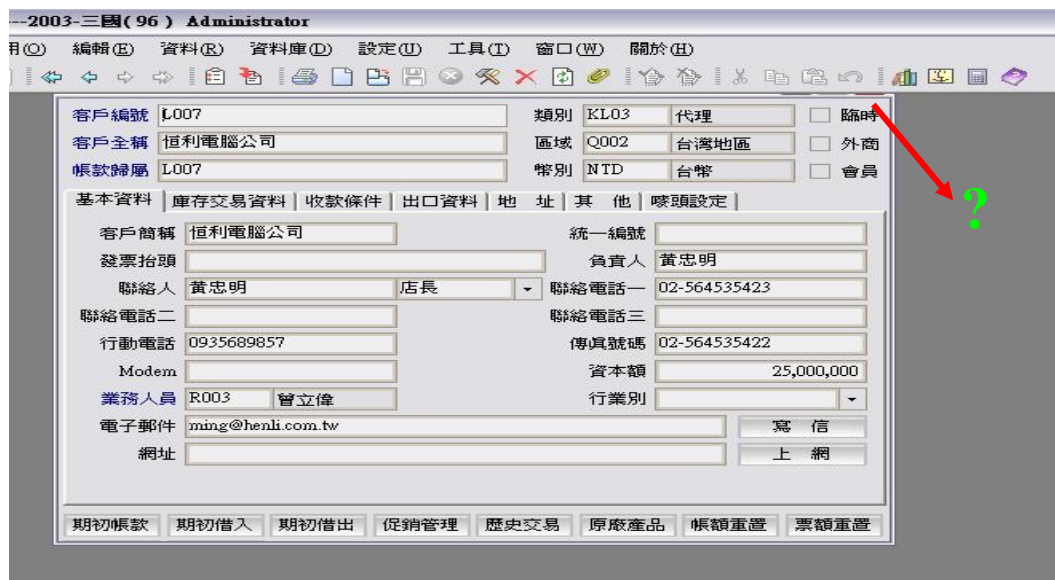 ---2003-三國( 96 ) Administrator
用(O) 編輯(E) 資料(R) 資料庫(D) 設定(U) 工具(T) 窗口(W) 關於(H)
客戶編號 L007 類別 KL03 代理 臨時
客戶全稱 恒利電腦公司 區域 Q002 台灣地區 外商
帳款歸屬 L007 幣別 NTD 台幣 會員
基本資料 庫存交易資料 收款條件 出口資料 地 址 其 他 嘜頭設定
客戶簡稱 恒利電腦公司 統一編號
發票抬頭 負責人 黃忠明
聯絡人 黃忠明 店長 聯絡電話一 02-564535423
聯絡電話二 聯絡電話三
行動電話 0935689857 傳真號碼 02-564535422
Modem 資本額 25,000,000
業務人員 R003 曾立偉 行業別
電子郵件 ming@henli.com.tw 寫 信
網址 上 網
期初帳款 期初借入 期初借出 促銷管理 歷史交易 原廠產品 帳額重置 票額重置
?